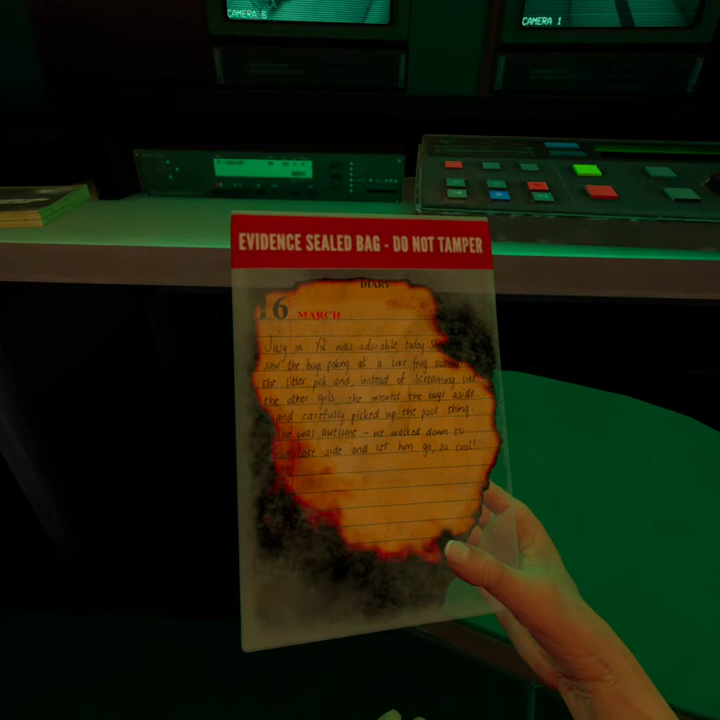 CAMERA 6
CAMERA 1
EVIDENCE SEALED BAG - DO NOT TAMPER
DIARY
16 MARCH
in Y2 was adorable today
saw the boys poking at a live frog
the litter pick and, instead of screaming like
the other girls, she moved the boys aside
and carefully picked up the poor thing.
She was awesome - we walked down to
side and let him go, so cool!